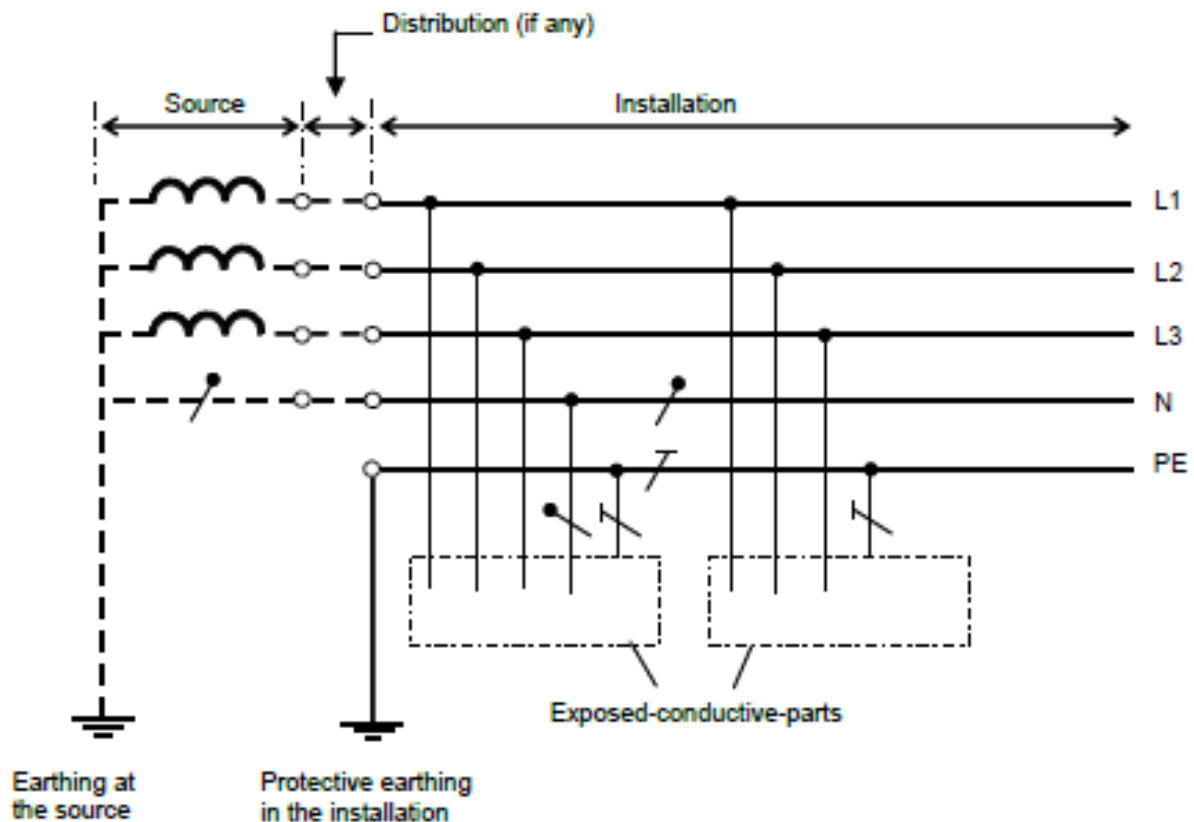 Distribution (if any)
Source
Installation
L1
L2
L3
N
PE
Exposed-conductive-parts
Earthing at
the source
Protective earthing
in the installation